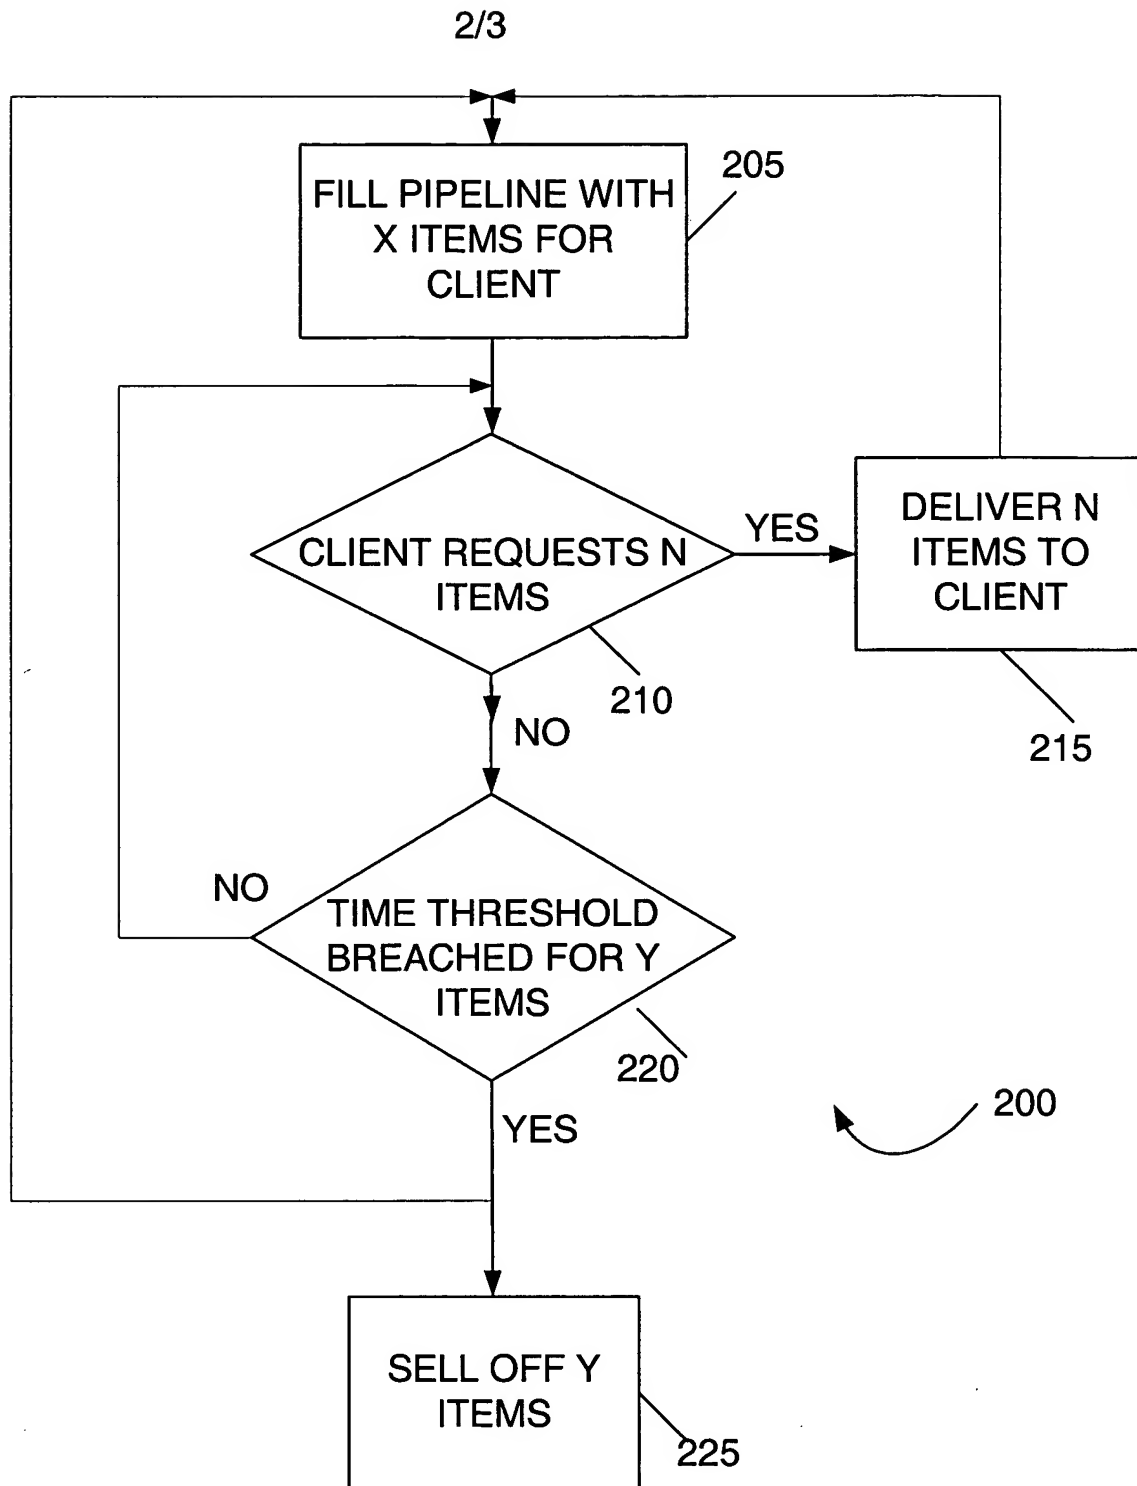 2/3
FILL PIPELINE WITH
X ITEMS FOR
CLIENT
205
CLIENT REQUESTS N
ITEMS
YES
DELIVER N
ITEMS TO
CLIENT
210
215
NO
NO
TIME THRESHOLD
BREACHED FOR Y
ITEMS
220
YES
200
SELL OFF Y
ITEMS
225